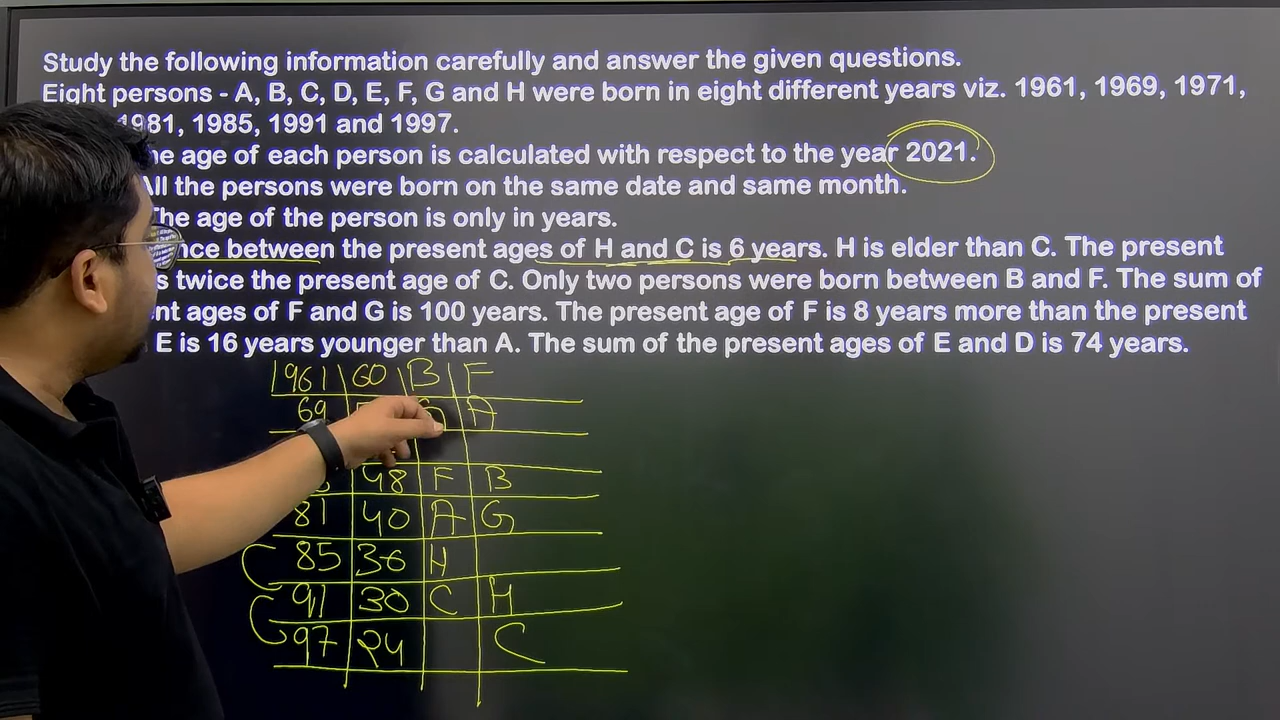 Study the following information carefully and answer the given questions.
Eight persons - A, B, C, D, E, F, G and H were born in eight different years viz. 1961, 1969, 1971,
1985, 1991 and 1997.
age of each person is calculated with respect to the year 2021.
All the persons were born on the same date and same month.
The age of the person is only in years.
between the present ages of H and C is 6 years. H is elder than C. The present
twice the present age of C. Only two persons were born between B and F. The sum of
ages of F and G is 100 years. The present age of F is 8 years more than the present
E is 16 years younger than A. The sum of the present ages of E and D is 74 years.
1961 60 B F
69 A
48 F B
81 40 A G
85 36 H
91 30 C H
97 24 C